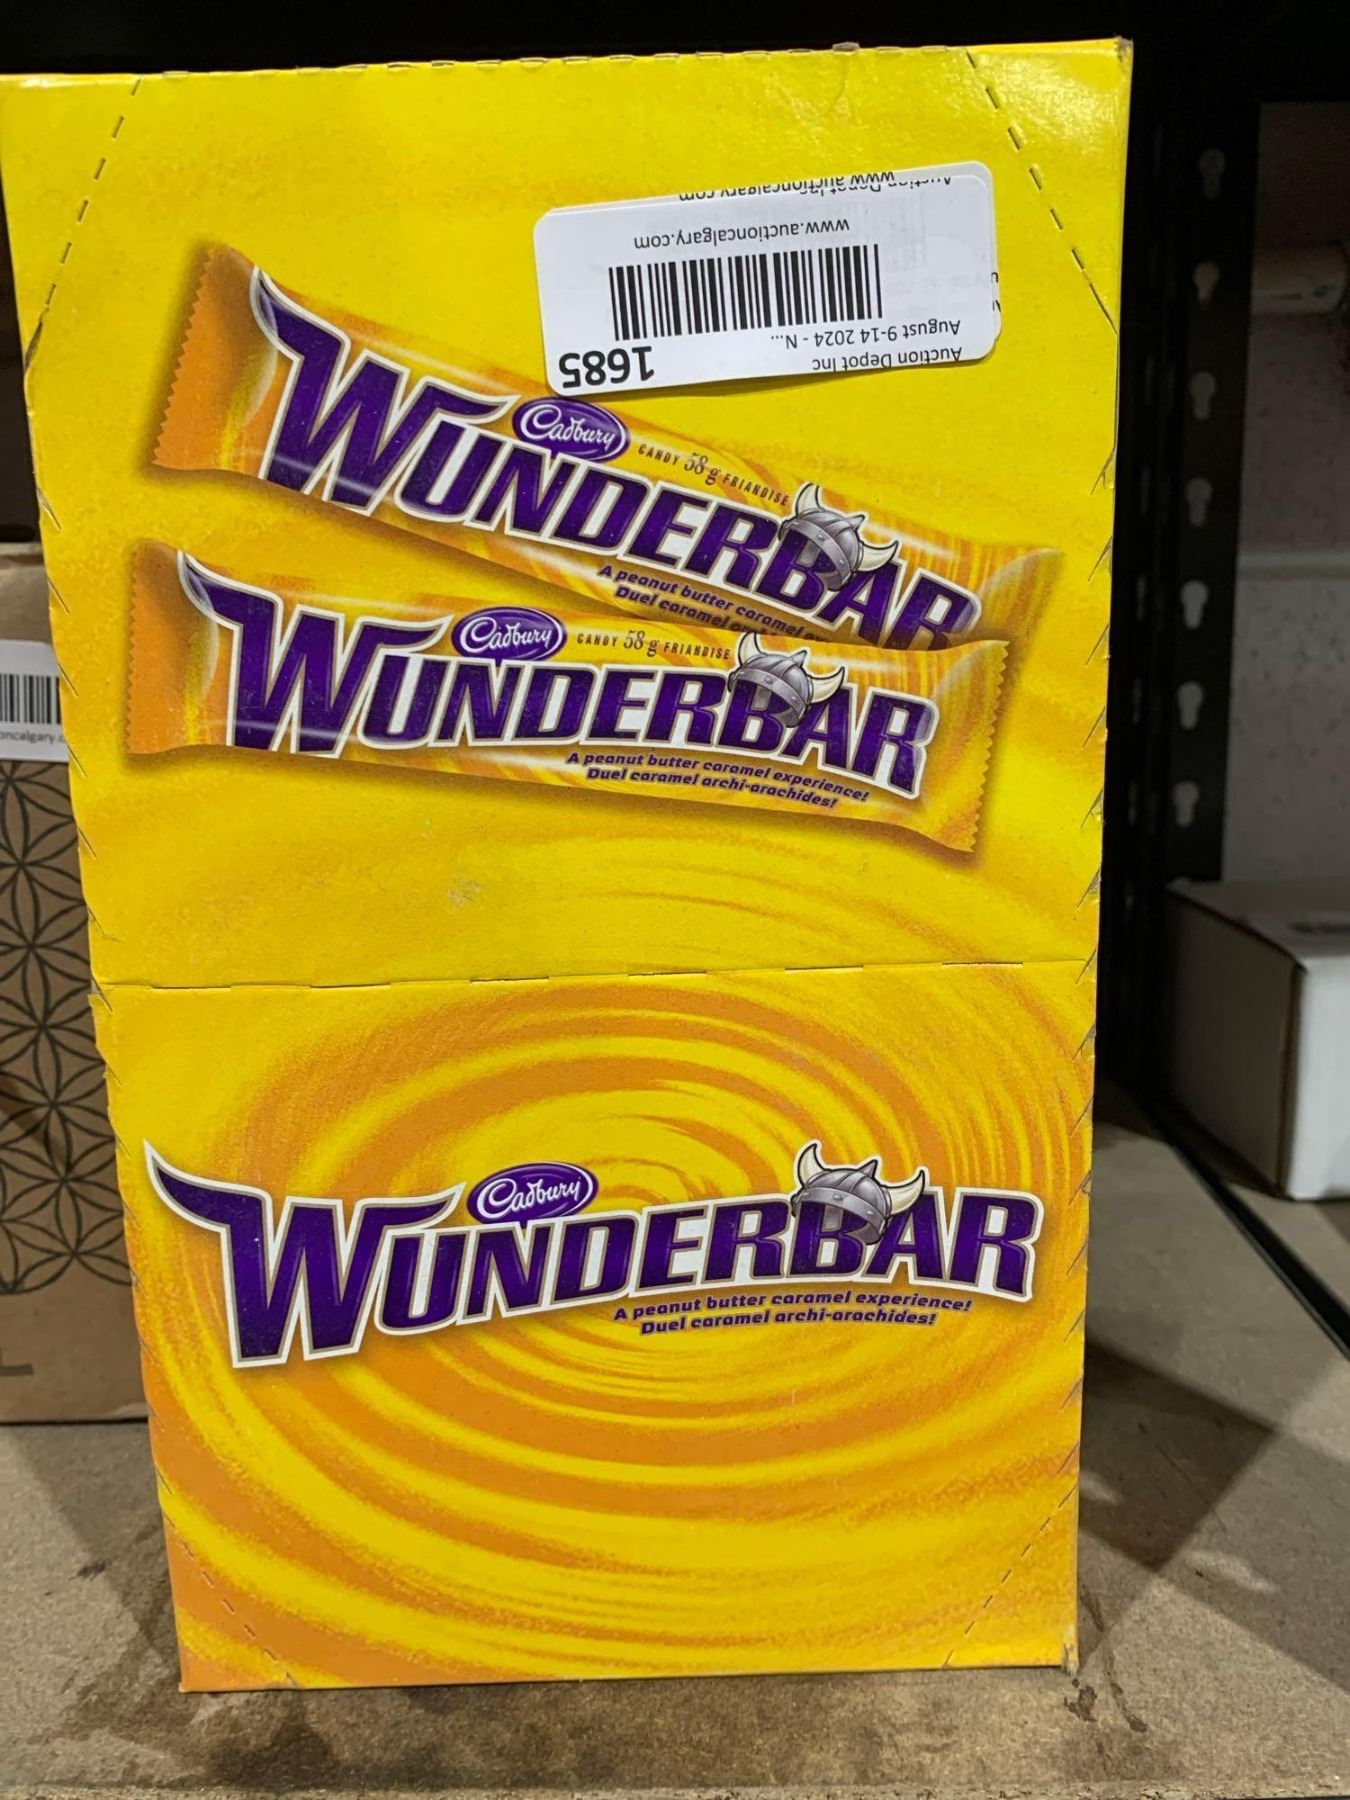 Auction Depot Inc
August 9-14 2024 - N...
1685
www.auctioncalgary.com
Cadbury
CANDY 58 g FRIANDISE
WUNDERBAR
A peanut butter caramel
Duel caramel
Cadbury
CANDY 58 g FRIANDISE
WUNDERBAR
A peanut butter caramel experience!
Duel caramel archi-arachides!
Cadbury
WUNDERBAR
A peanut butter caramel experience!
Duel caramel archi-arachides!